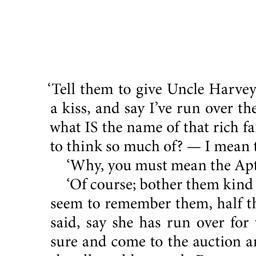 ‘Tell them to give Uncle Harvey
a kiss, and say I’ve run over the
what IS the name of that rich fa
to think so much of? — I mean t
‘Why, you must mean the Apt
‘Of course; bother them kind
seem to remember them, half th
said, say she has run over for
sure and come to the auction a